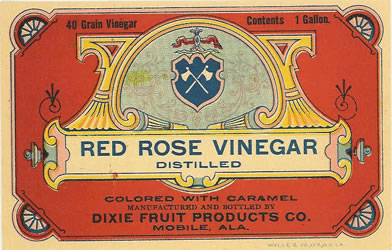 40 Grain Vinegar Contents 1 Gallon.
RED ROSE VINEGAR
DISTILLED
COLORED WITH CARAMEL
MANUFACTURED AND BOTTLED BY
DIXIE FRUIT PRODUCTS CO.
MOBILE, ALA.